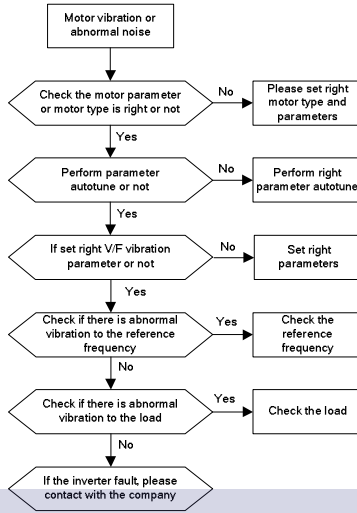 Motor vibration or
abnormal noise
Check the motor parameter
or motor type is right or not
No
Please set right
motor type and
parameters
Yes
Perform parameter
autotune or not
No
Perform right
parameter autotune
Yes
If set right V/F vibration
parameter or not
No
Set right
parameters
Yes
Check if there is abnormal
vibration to the reference
frequency
Yes
Check the
reference
frequency
No
Check if there is abnormal
vibration to the load
Yes
Check the load
No
If the inverter fault, please
contact with the company